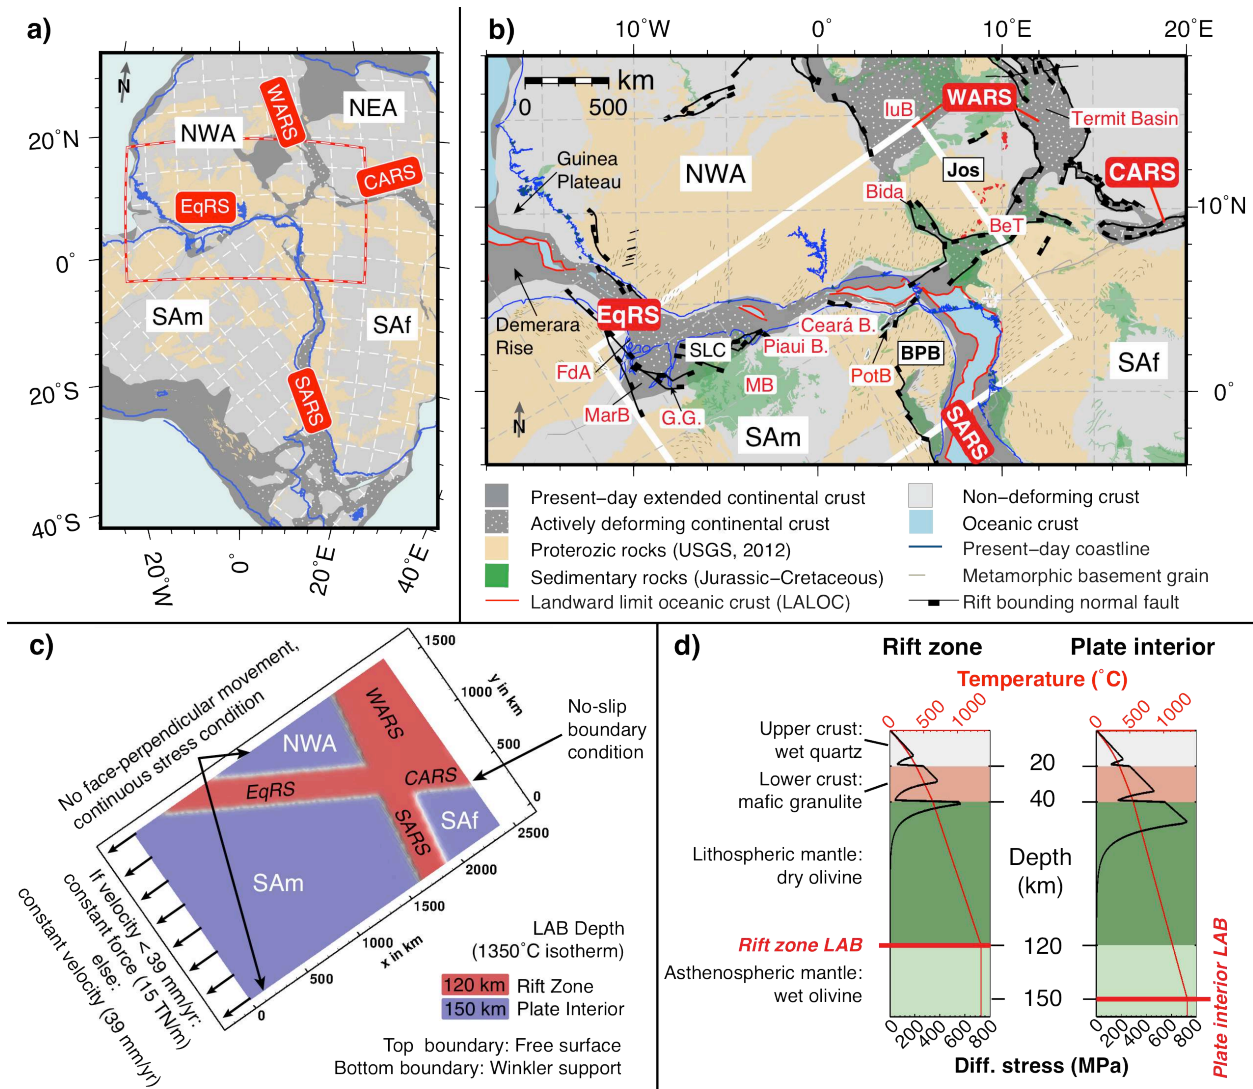 a)
N
WARS
NEA
NWA
CARS
EqRS
SAm
SAf
SARS
20°N
0°
20°S
40°S
20°W
0°
20°E
40°E
b)
10°W
0°
10°E
20°E
km
0
500
WARS
IuB
Termit Basin
Guinea
Plateau
NWA
Jos
CARS
Bida
10°N
BeT
EqRS
Demerara
Rise
Ceará B.
SLC
Piaui B.
BPB
FdA
PotB
SAf
MB
0°
MarB
G.G.
N
SAm
SARS
Present–day extended continental crust
Actively deforming continental crust
Proterozic rocks (USGS, 2012)
Sedimentary rocks (Jurassic–Cretaceous)
Landward limit oceanic crust (LALOC)
Non–deforming crust
Oceanic crust
Present–day coastline
Metamorphic basement grain
Rift bounding normal fault
c)
No face-perpendicular movement,
continuous stress condition
1500
1000
500
0
y in km
No-slip
boundary
condition
WARS
NWA
CARS
EqRS
SARS
SAf
SAm
2500
2000
1500
1000
500
0
x in km
If velocity < 39 mm/yr:
constant force (15 TN/m)
else:
constant velocity (39 mm/yr)
LAB Depth
(1350°C isotherm)
120 km Rift Zone
150 km Plate Interior
Top boundary: Free surface
Bottom boundary: Winkler support
d)
Rift zone
Plate interior
Temperature (°C)
0
500
1000
0
500
1000
Upper crust:
wet quartz
20
Lower crust:
mafic granulite
40
Lithospheric mantle:
dry olivine
Depth
(km)
Rift zone LAB
120
Asthenospheric mantle:
wet olivine
150
Plate interior LAB
0
200
400
600
800
0
200
400
600
800
Diff. stress (MPa)